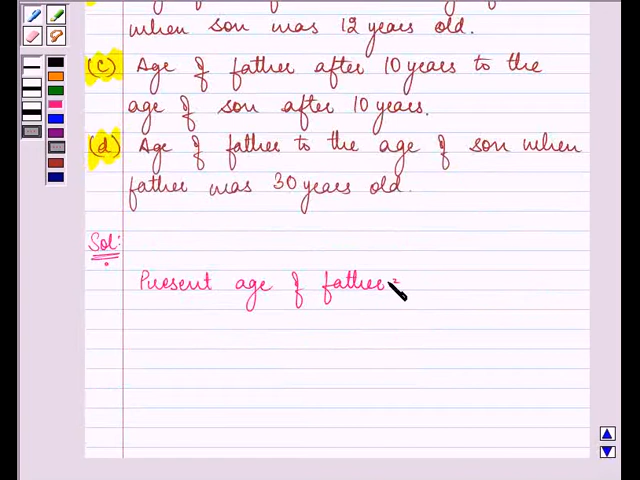 when son was 12 years old.
(c) Age of father after 10 years to the
age of son after 10 years.
(d) Age of father to the age of son when
father was 30 years old.
Sol:
Present age of father =